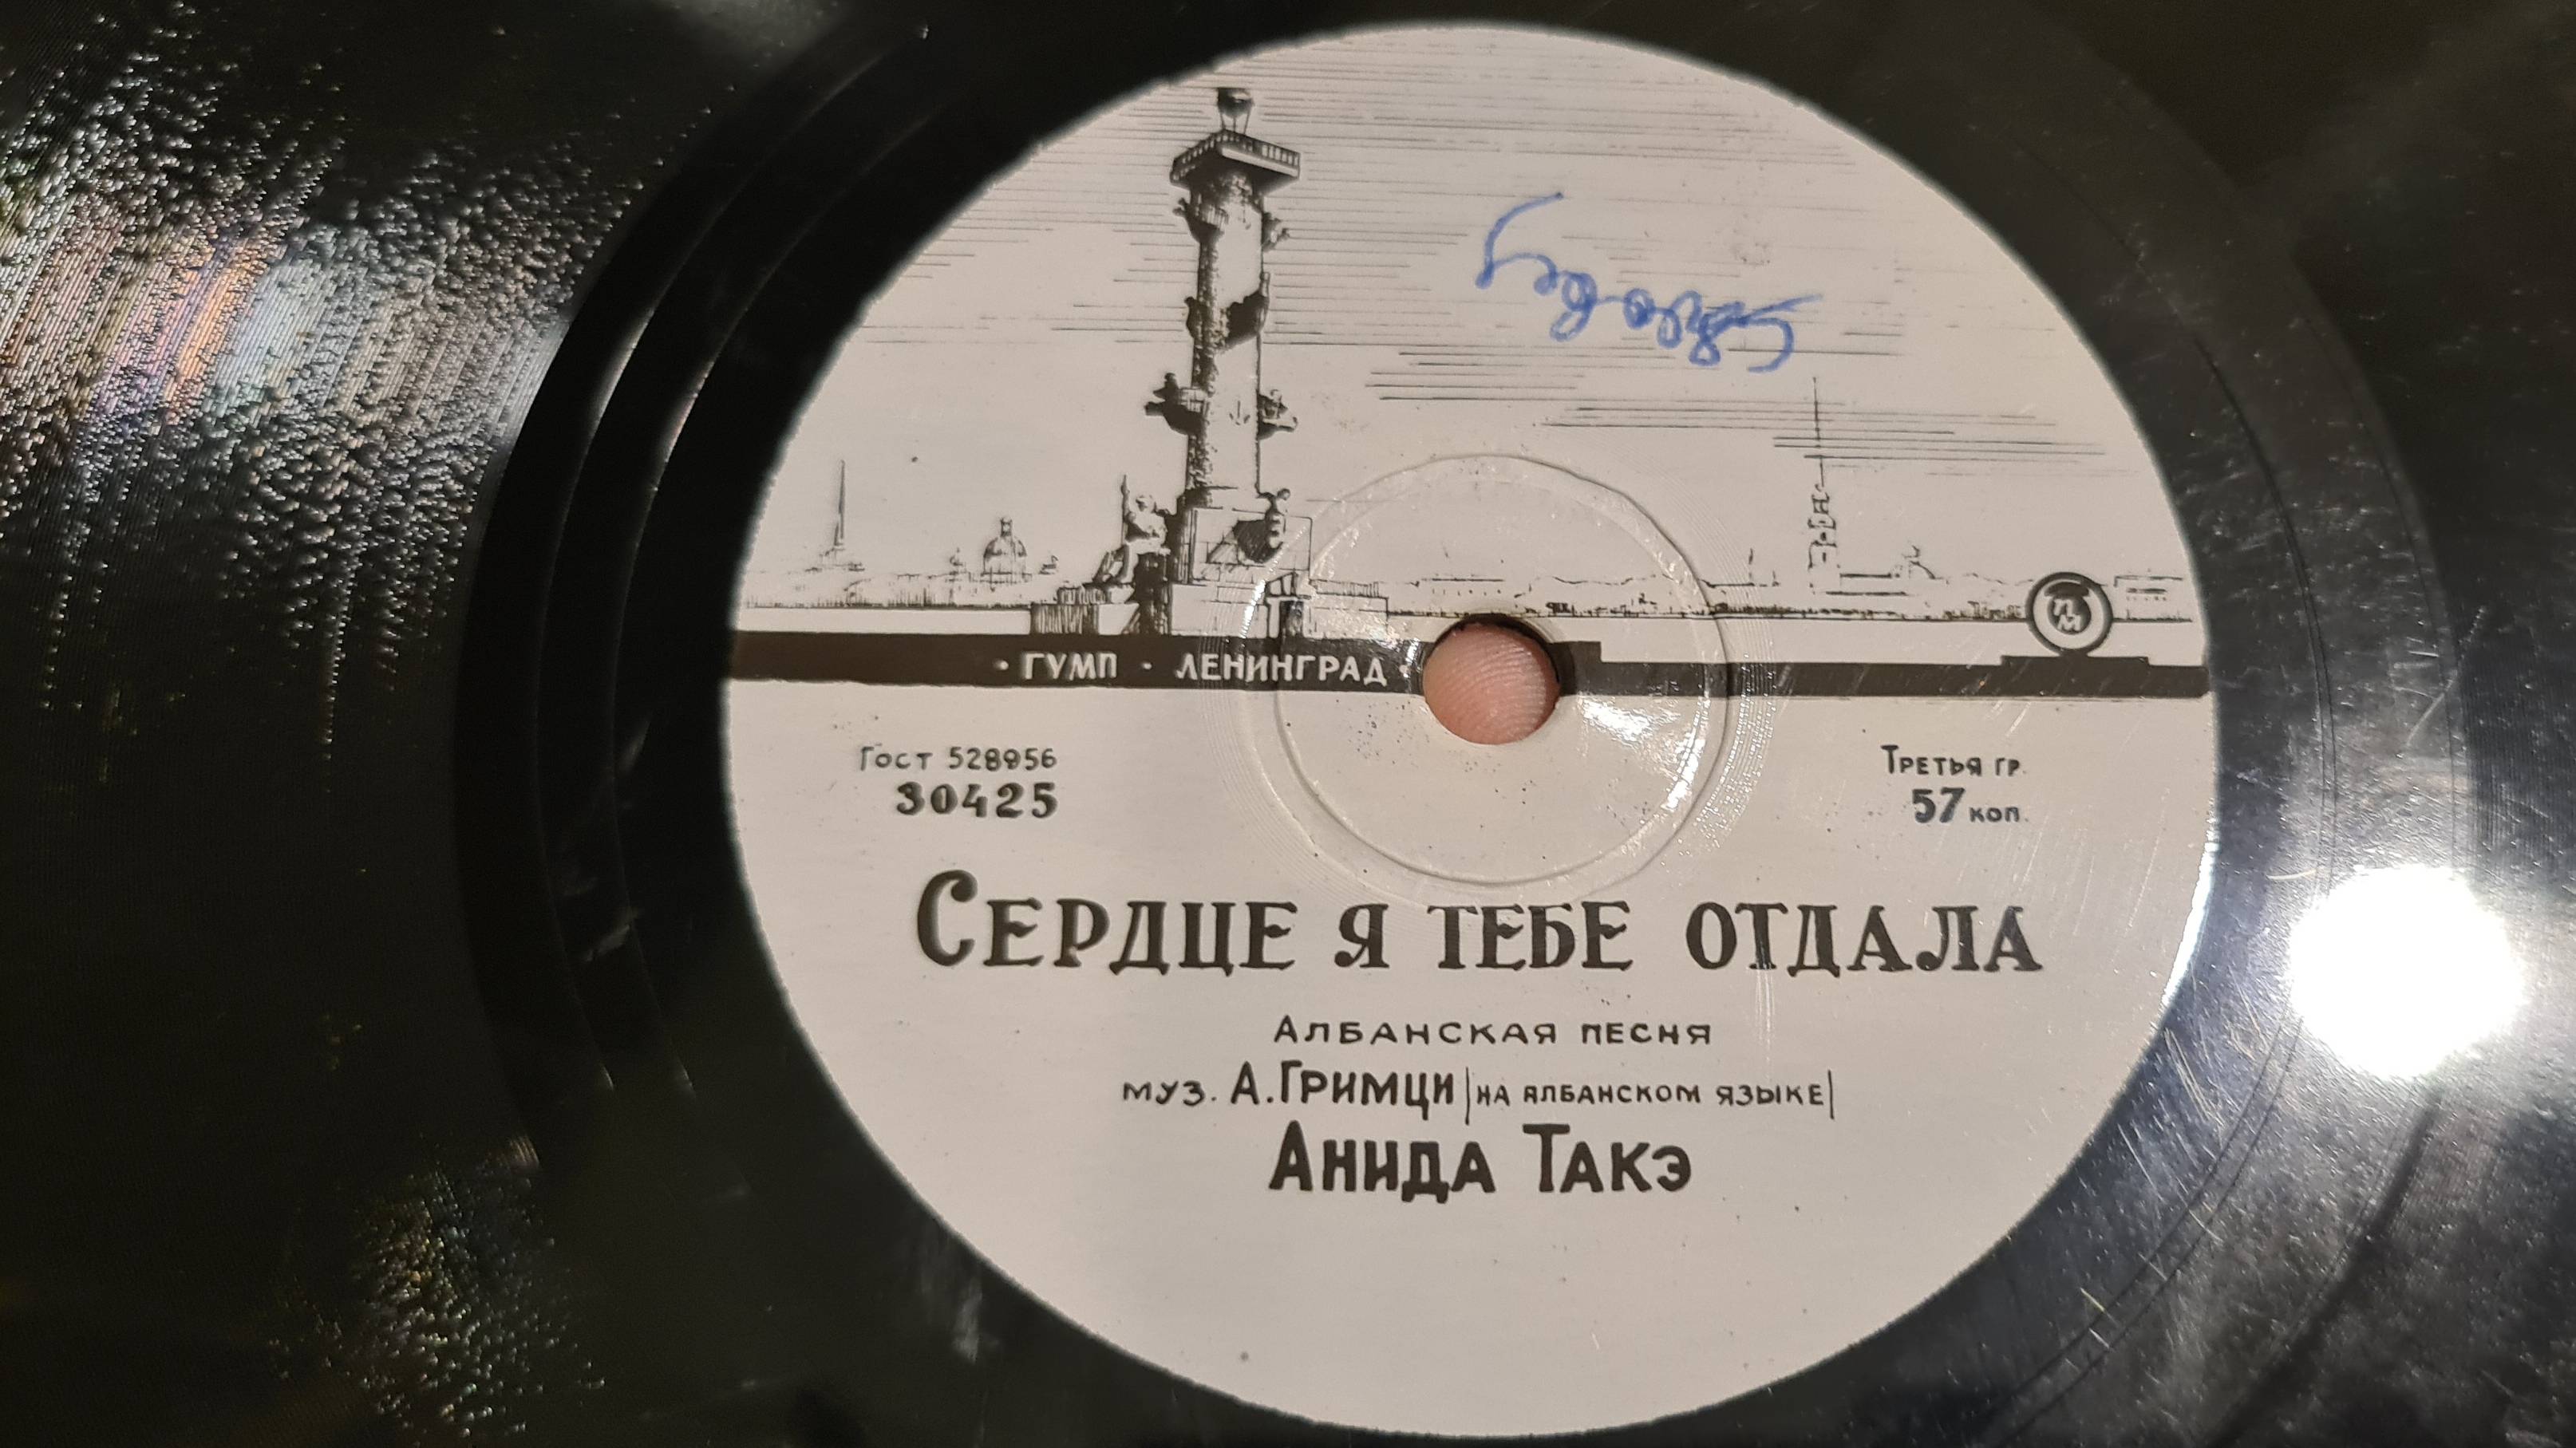 · ГУМП · ЛЕНИНГРАД ·
ГОСТ 528956
30425
ТРЕТЬЯ ГР.
57 КОП.
СЕРДЦЕ Я ТЕБЕ ОТДАЛА
АЛБАНСКАЯ ПЕСНЯ
МУЗ. А.ГРИМЦИ |НА АЛБАНСКОМ ЯЗЫКЕ|
АНИДА ТАКЭ